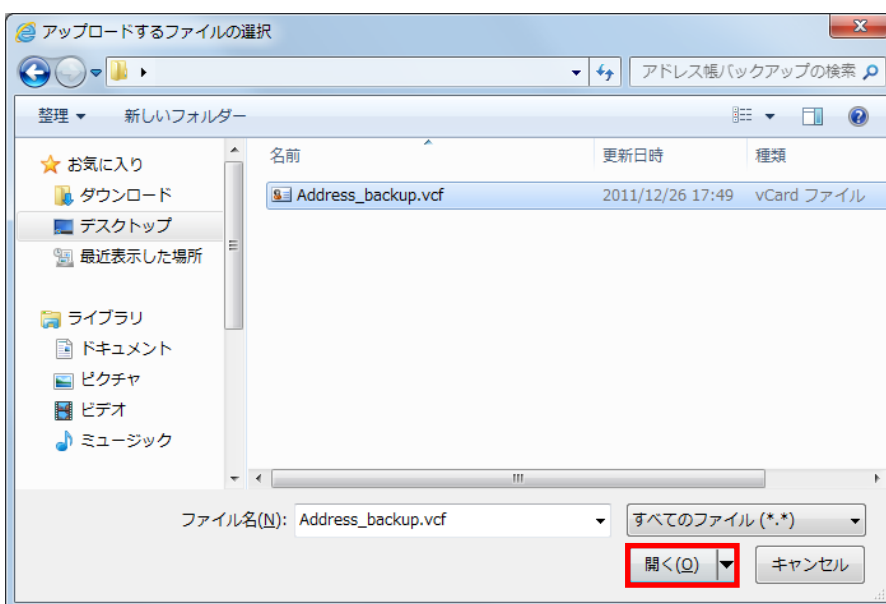 アップロードするファイルの選択
アドレス帳バックアップの検索
整理 新しいフォルダー
名前 更新日時 種類
Address_backup.vcf 2011/12/26 17:49 vCard ファイル
お気に入り
ダウンロード
デスクトップ
最近表示した場所
ライブラリ
ドキュメント
ピクチャ
ビデオ
ミュージック
ファイル名(N): Address_backup.vcf すべてのファイル (*.*)
開く(O) キャンセル